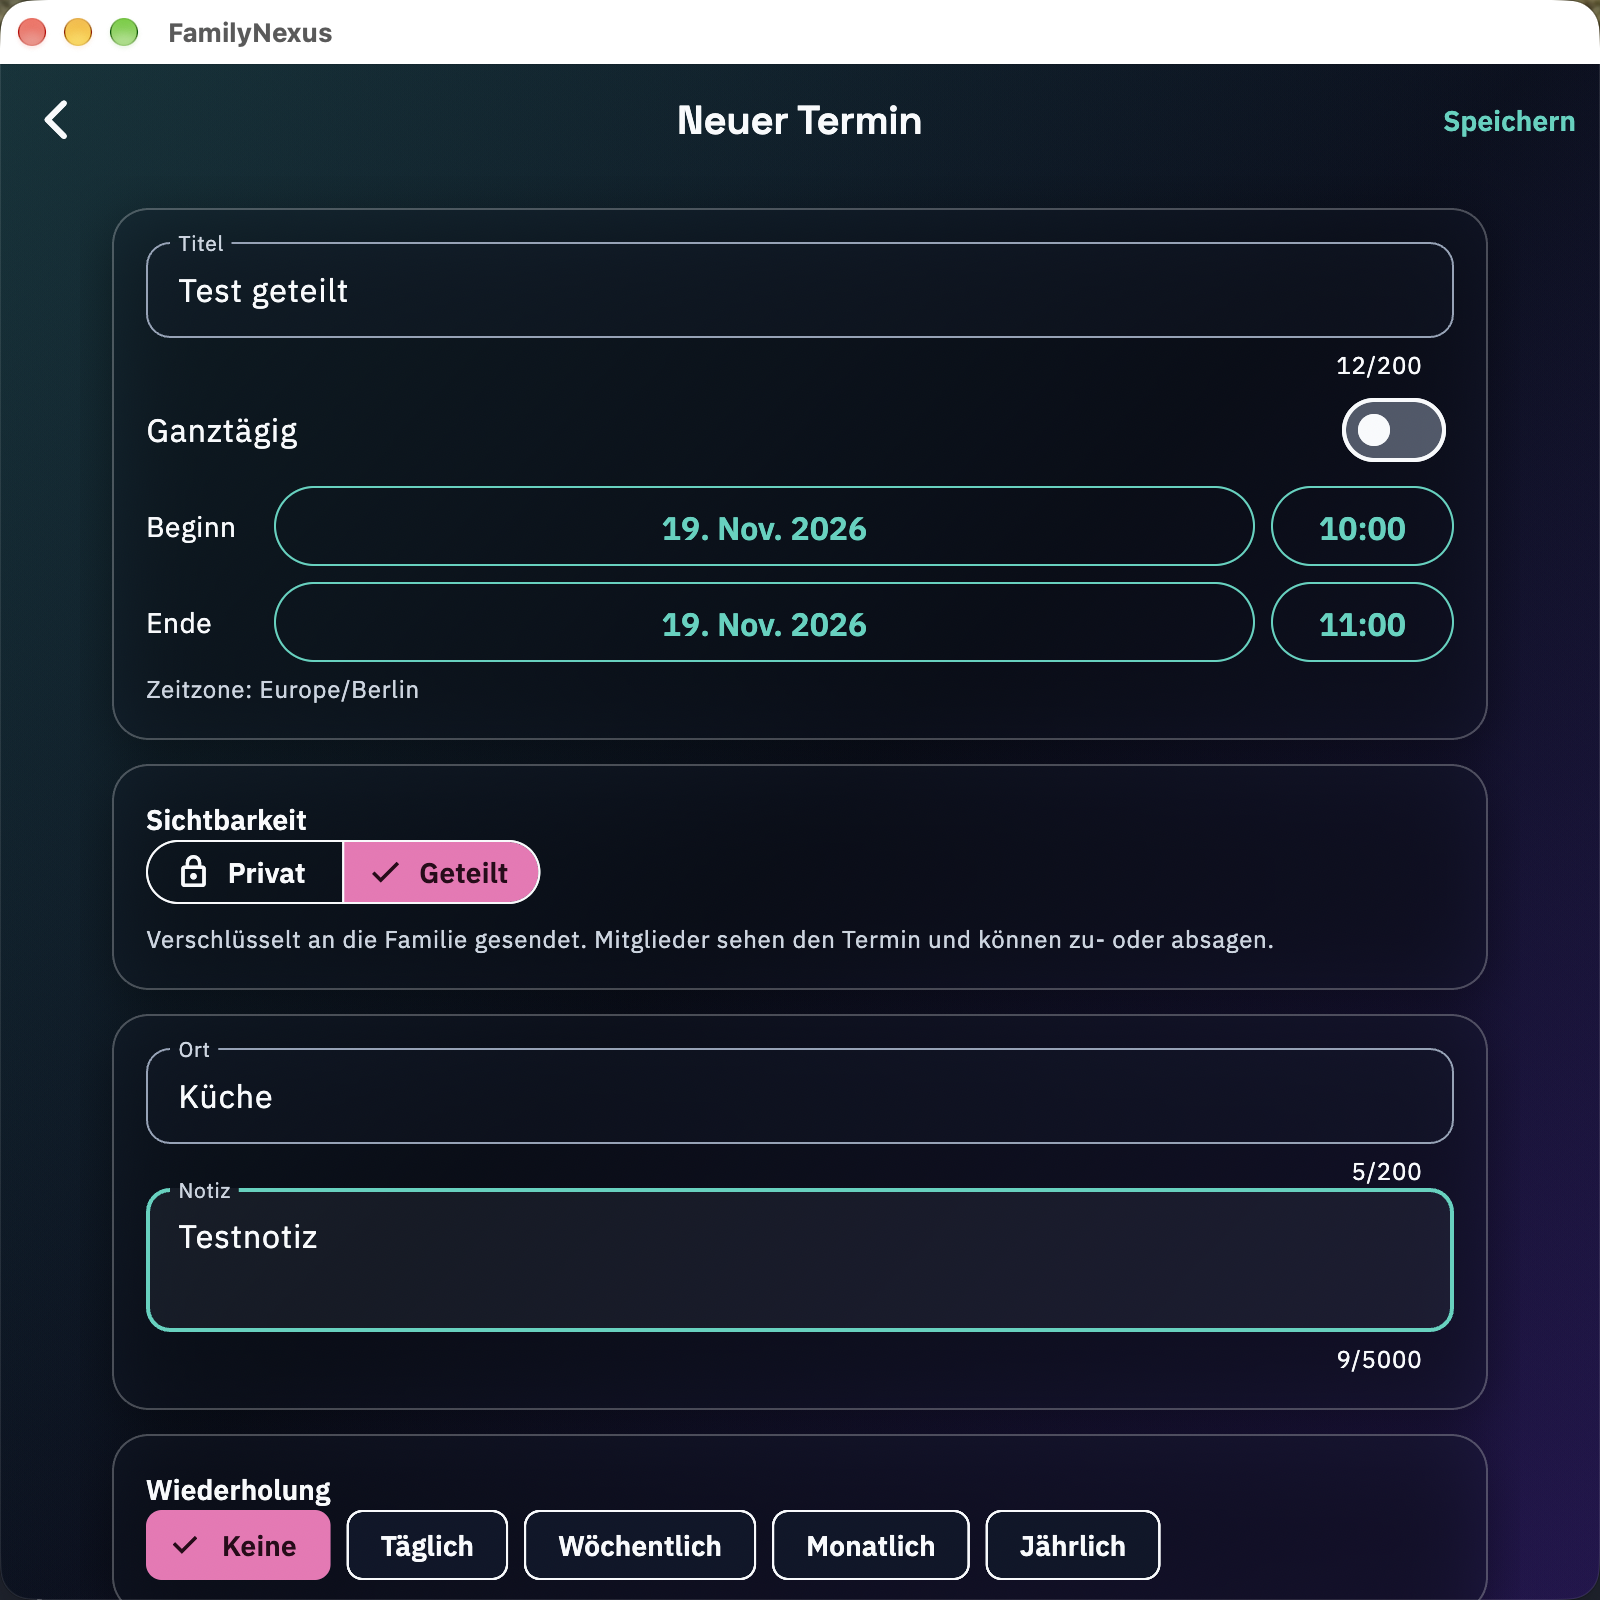 FamilyNexus
Neuer Termin
Speichern
Titel
Test geteilt
12/200
Ganztägig
Beginn
19. Nov. 2026
10:00
Ende
19. Nov. 2026
11:00
Zeitzone: Europe/Berlin
Sichtbarkeit
Privat
Geteilt
Verschlüsselt an die Familie gesendet. Mitglieder sehen den Termin und können zu- oder absagen.
Ort
Küche
5/200
Notiz
Testnotiz
9/5000
Wiederholung
Keine
Täglich
Wöchentlich
Monatlich
Jährlich